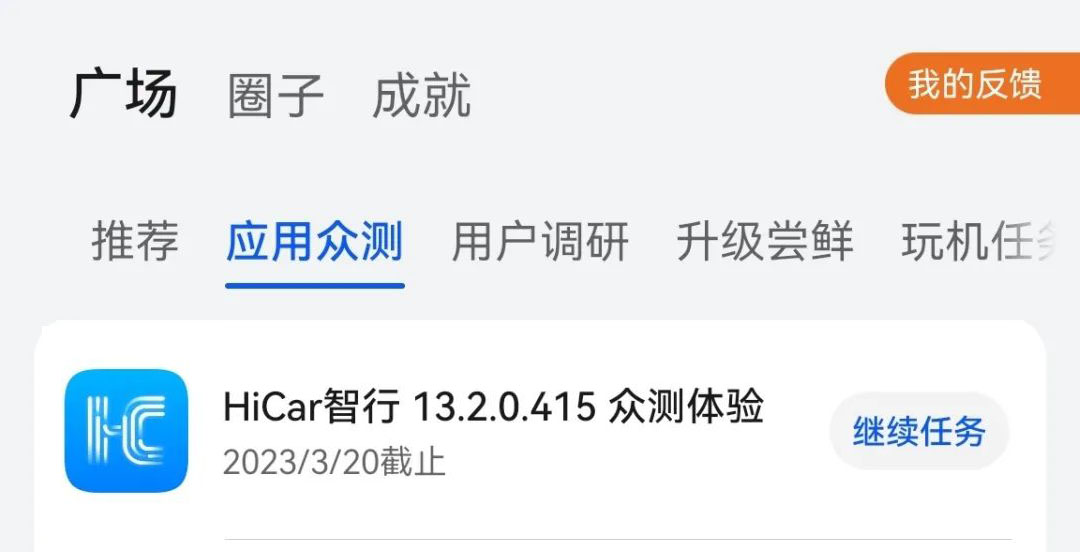 广场 圈子 成就 我的反馈
推荐 应用众测 用户调研 升级尝鲜 玩机任务
HiCar智行 13.2.0.415 众测体验
2023/3/20截止
继续任务